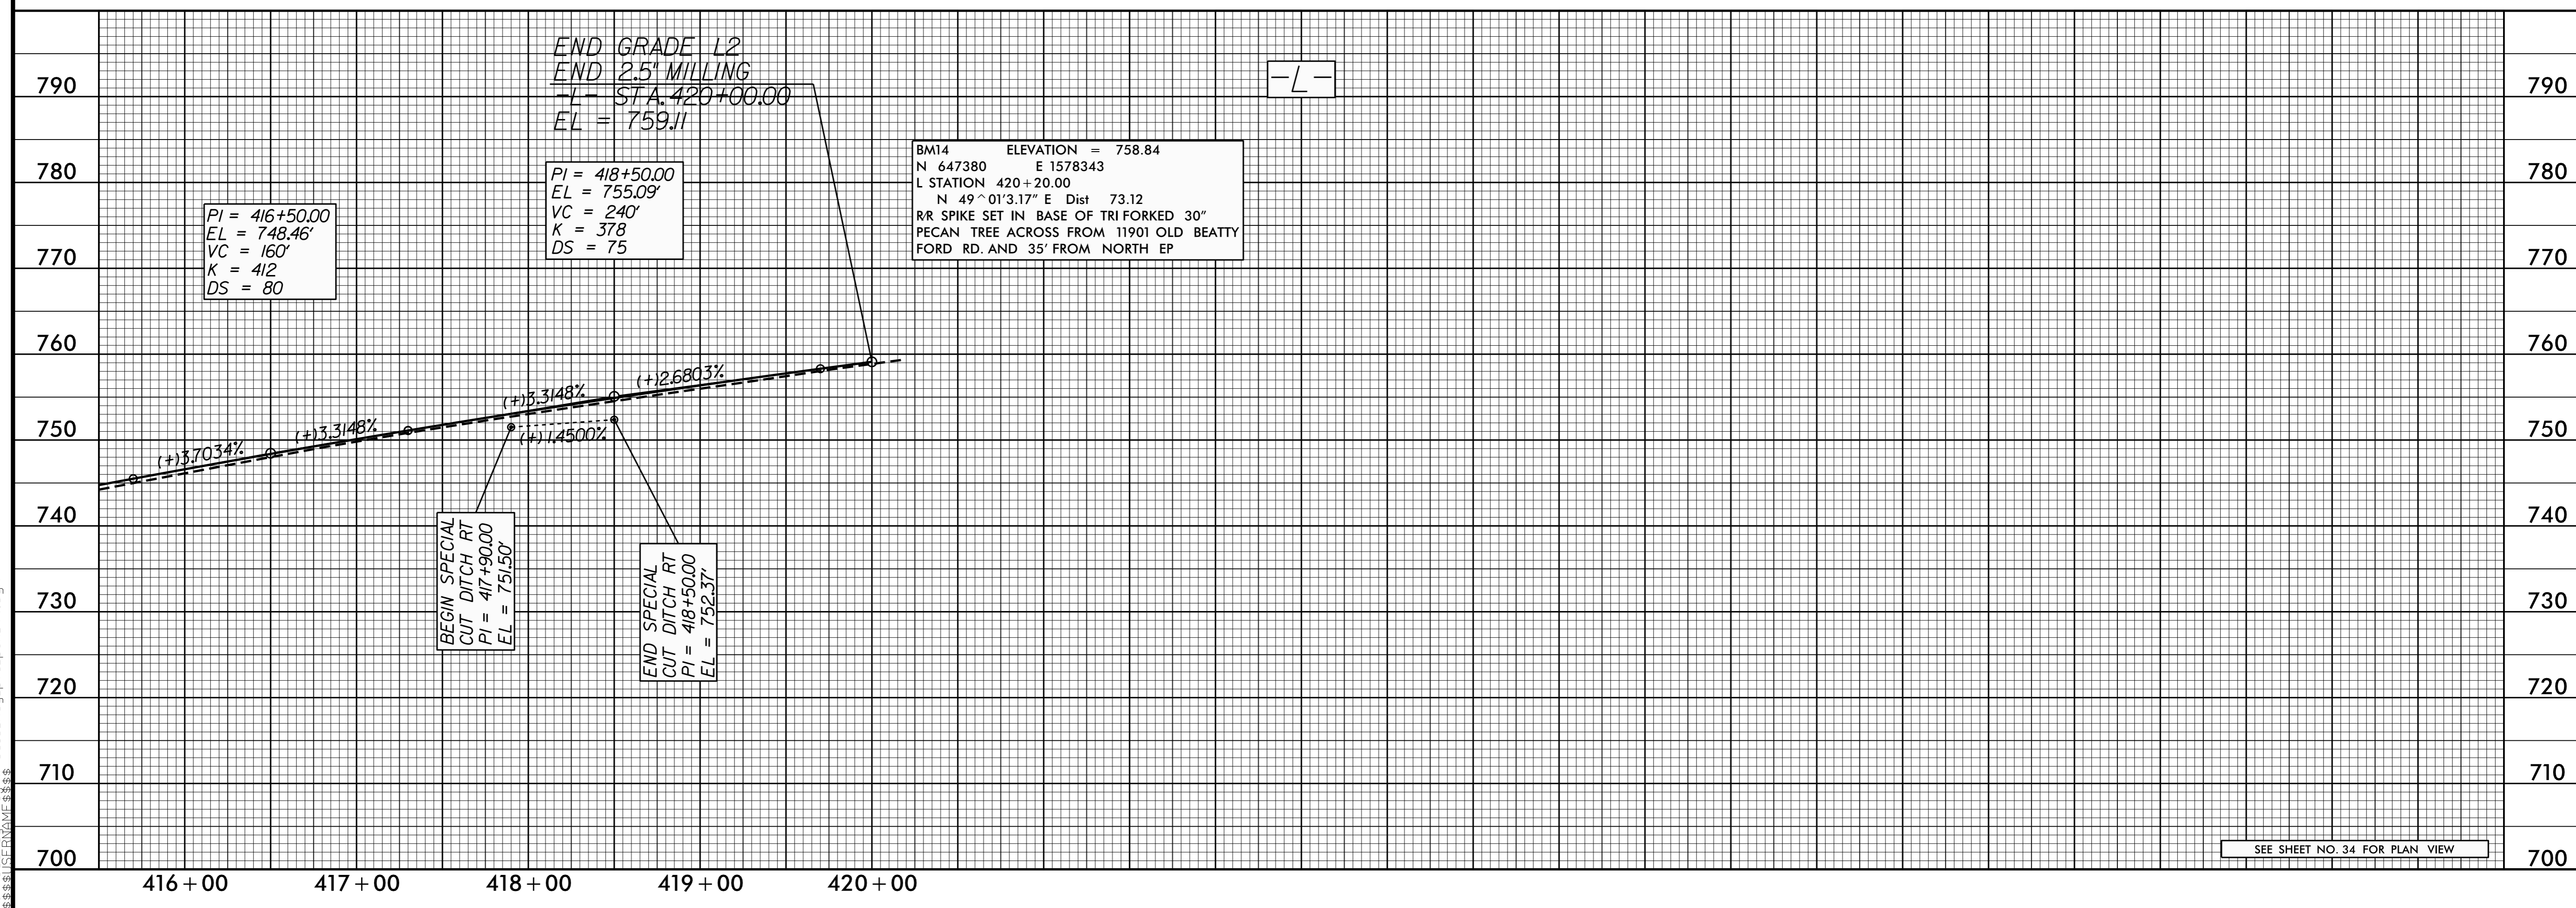 END GRADE L2
END 2.5" MILLING
-L- STA. 420+00.00
EL = 759.11
-L-
BM14 ELEVATION = 758.84
N 647380 E 1578343
L STATION 420+20.00
N 49^01'3.17" E Dist 73.12
R/R SPIKE SET IN BASE OF TRI FORKED 30"
PECAN TREE ACROSS FROM 11901 OLD BEATTY
FORD RD. AND 35' FROM NORTH EP
PI = 418+50.00
EL = 755.09'
VC = 240'
K = 378
DS = 75
PI = 416+50.00
EL = 748.46'
VC = 160'
K = 412
DS = 80
(+)3.7034%
(+)3.3148%
(+)3.3148%
(+)2.6803%
(+)1.4500%
BEGIN SPECIAL
CUT DITCH RT
PI = 417+90.00
EL = 751.50'
END SPECIAL
CUT DITCH RT
PI = 418+50.00
EL = 752.37'
790
780
770
760
750
740
730
720
710
700
790
780
770
760
750
740
730
720
710
700
416+00
417+00
418+00
419+00
420+00
SEE SHEET NO. 34 FOR PLAN VIEW